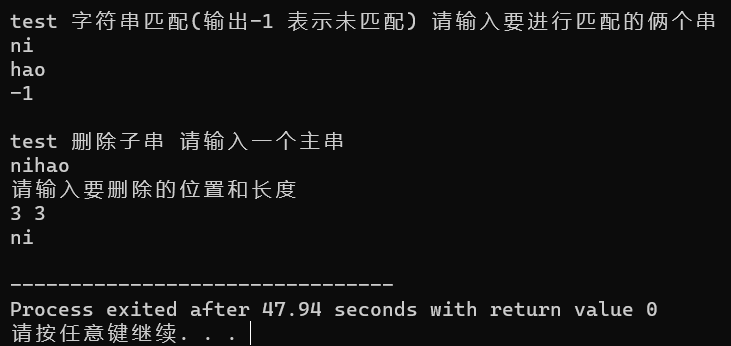 test 字符串匹配(输出-1 表示未匹配) 请输入要进行匹配的俩个串
ni
hao
-1
test 删除子串 请输入一个主串
nihao
请输入要删除的位置和长度
3 3
ni
--------------------------------
Process exited after 47.94 seconds with return value 0
请按任意键继续. . .